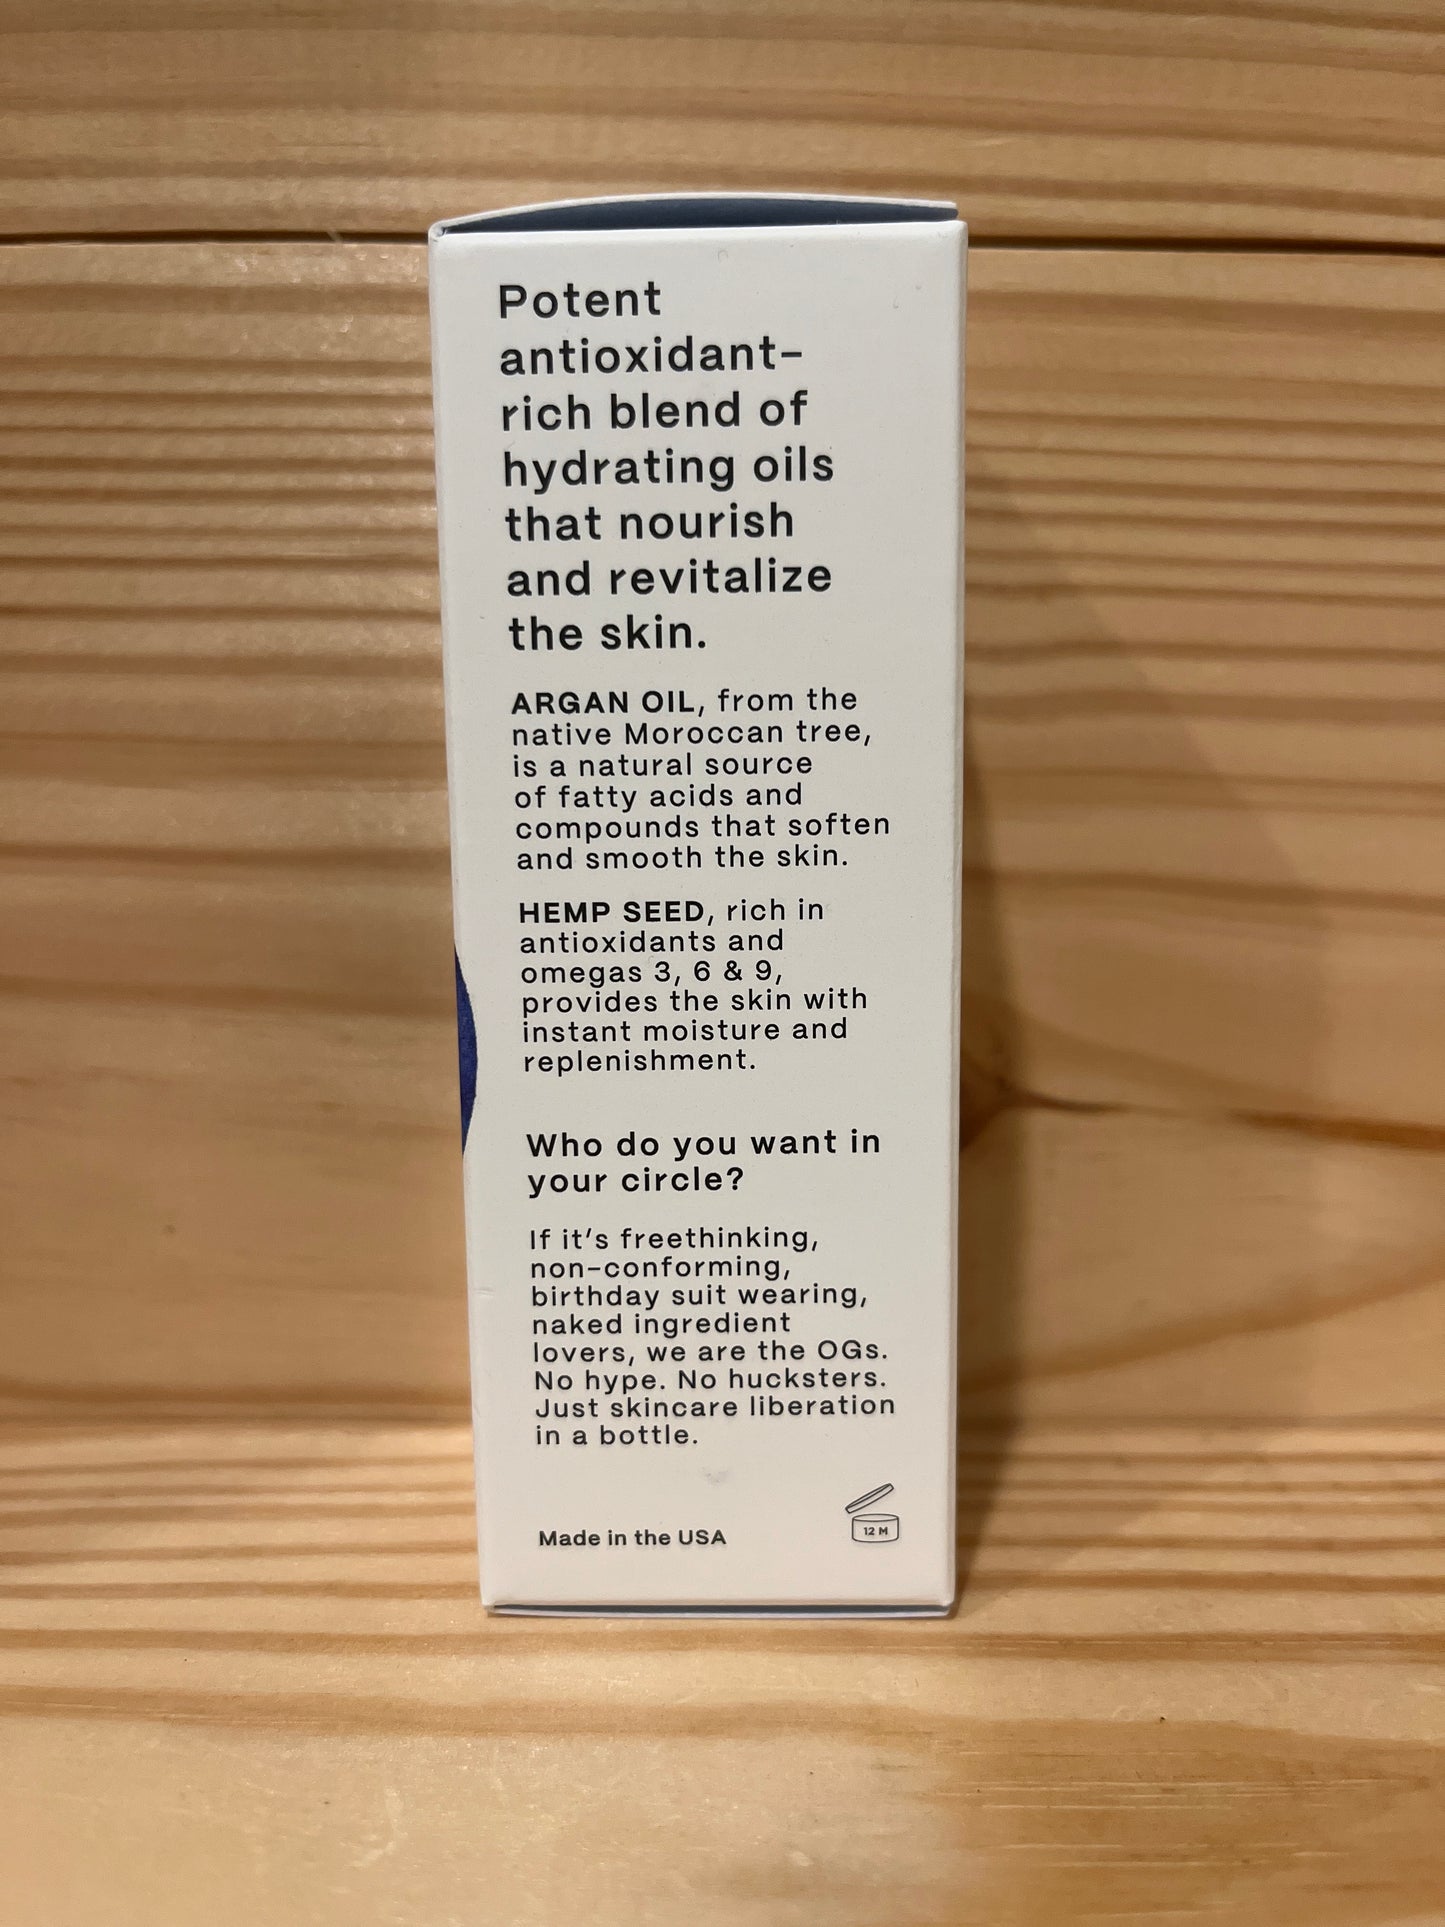 Potent
antioxidant-
rich blend of
hydrating oils
that nourish
and revitalize
the skin.
ARGAN OIL, from the
native Moroccan tree,
is a natural source
of fatty acids and
compounds that soften
and smooth the skin.
HEMP SEED, rich in
antioxidants and
omegas 3, 6 & 9,
provides the skin with
instant moisture and
replenishment.
Who do you want in
your circle?
If it's freethinking,
non-conforming,
birthday suit wearing,
naked ingredient
lovers, we are the OGs.
No hype. No hucksters.
Just skincare liberation
in a bottle.
Made in the USA
12 M